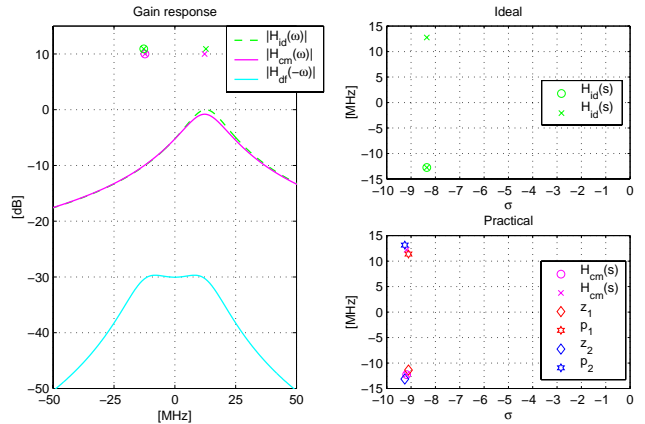 Gain response
|H_id(ω)|
|H_cm(ω)|
|H_df(-ω)|
20
10
0
−10
−20
−30
−40
−50
[dB]
−50 −25 0 25 50
[MHz]
Ideal
H_id(s)
H_id(s)
15
10
5
0
−5
−10
−15
[MHz]
−10 −9 −8 −7 −6 −5 −4 −3 −2 −1 0
σ
Practical
H_cm(s)
H_cm(s)
z_1
p_1
z_2
p_2
15
10
5
0
−5
−10
−15
[MHz]
−10 −9 −8 −7 −6 −5 −4 −3 −2 −1 0
σ